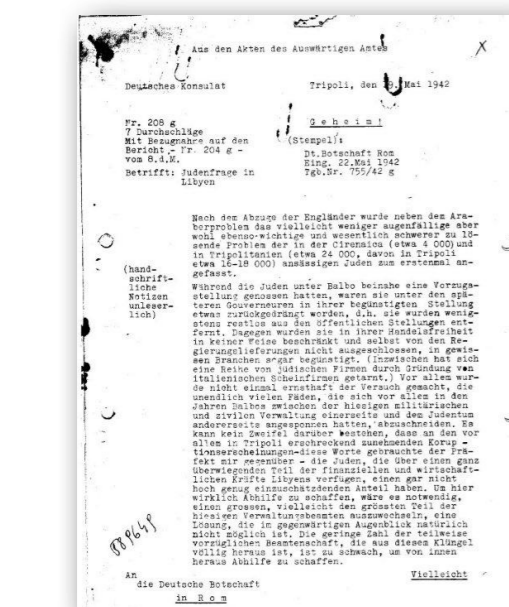 Aus den Akten des Auswärtigen Amtes
Deutsches Konsulat
Tripoli, den 9. Mai 1942
Fr. 208 g
7 Durchschläge
Mit Bezugnahre auf den
Bericht - Fr. 204 g -
vom 8.d.M.
Betrifft: Judenfrage in
Libyen
Geheim!
(Stempel):
Dt.Botschaft Rom
Eing. 22.Mai 1942
Tgb.Nr. 755/42 g
Nach dem Abzuge der Engländer wurde neben dem Ara-
berproblem das vielleicht weniger augenfällige aber
wohl ebenso wichtige und wesentlich schwerer zu lö-
sende Problem der in der Cirenaica (etwa 4 000) und
in Tripolitanien (etwa 24 000, davon in Tripoli
etwa 16-18 000) ansässigen Juden zum erstenmal an-
gefasst.
(hand-
schrift-
liche
Notizen
unleser-
lich)
Während die Juden unter Balbo beinahe eine Vorzugs-
stellung genossen hatten, waren sie unter den spä-
teren Gouverneuren in ihrer begünstigten Stellung
etwas zurückgedrängt worden, d.h. sie wurden wenig-
stens restlos aus den öffentlichen Stellungen ent-
fernt. Dagegen wurden sie in ihrer Handelsfreiheit
in keiner Weise beschränkt und selbst von den Re-
gierungslieferungen nicht ausgeschlossen, in gewis-
sen Branchen sogar begünstigt. (Inzwischen hat sich
eine Reihe von jüdischen Firmen durch Gründung von
italienischen Scheinfirmen getarnt.) Vor allem wur-
de nicht einmal ernsthaft der Versuch gemacht, die
unendlich vielen Fäden, die sich vor allem in den
Jahren Balbos zwischen der hiesigen militärischen
und zivilen Verwaltung einerseits und dem Judentum
andererseits angesponnen hatten, abzuschneiden. Es
kann kein Zweifel darüber bestehen, dass an den vor
allem in Tripoli erschreckend zunehmenden Korup -
tionserscheinungen-diese Worte gebrauchte der Prä-
fekt mir gegenüber - die Juden, die über einen ganz
überwiegenden Teil der finanziellen und wirtschaft-
lichen Kräfte Libyens verfügen, einen gar nicht
hoch genug einzuschätzenden Anteil haben. Um hier
wirklich Abhilfe zu schaffen, wäre es notwendig,
einen grossen, vielleicht den grössten Teil der
hiesigen Verwaltungsbeamten auszuwechseln, eine
Lösung, die im gegenwärtigen Augenblick natürlich
nicht möglich ist. Die geringe Zahl der teilweise
vorzüglichen Beamtenschaft, die aus diesem Klüngel
völlig heraus ist, ist zu schwach, um von innen
heraus Abhilfe zu schaffen.
Vielleicht
An
die Deutsche Botschaft
in Rom